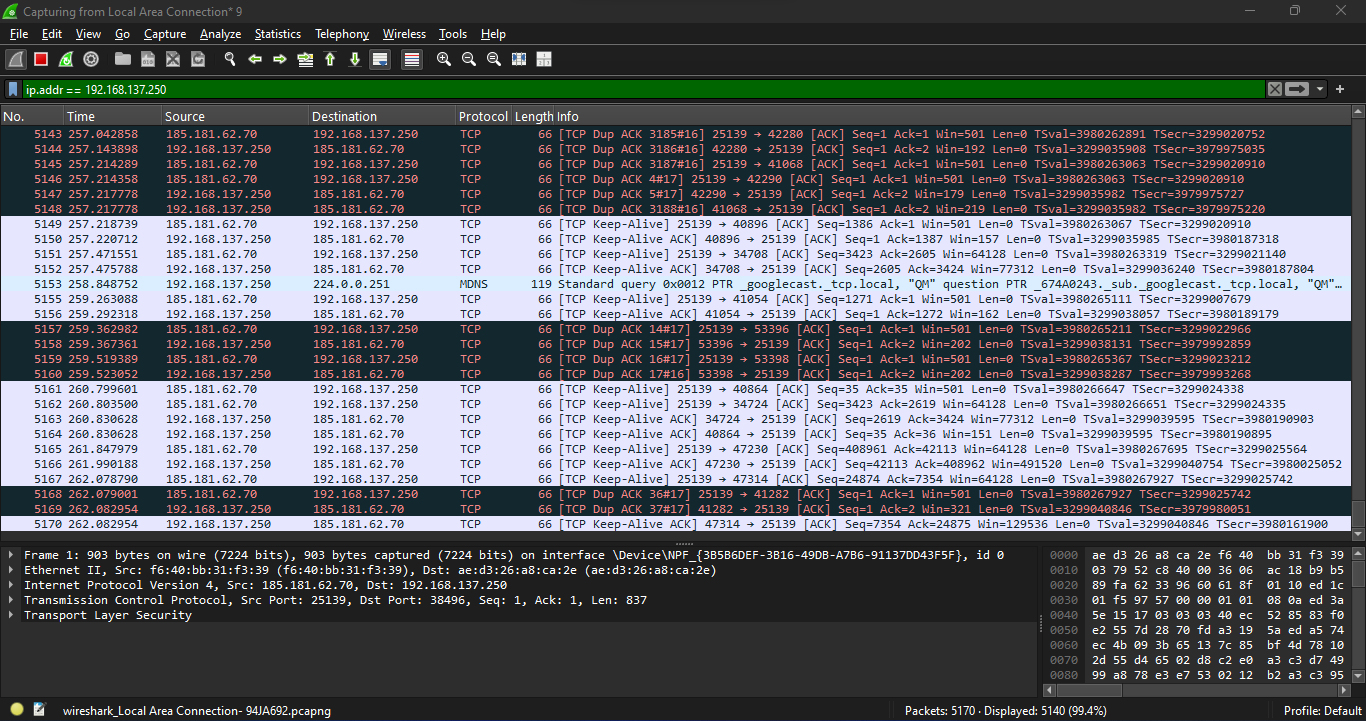 Capturing from Local Area Connection* 9
File Edit View Go Capture Analyze Statistics Telephony Wireless Tools Help
ip.addr == 192.168.137.250
No. Time Source Destination Protocol Length Info
5143 257.042858 185.181.62.70 192.168.137.250 TCP 66 [TCP Dup ACK 3185#16] 25139 → 42280 [ACK] Seq=1 Ack=1 Win=501 Len=0 TSval=3980262891 TSecr=3299020752
5144 257.143898 192.168.137.250 185.181.62.70 TCP 66 [TCP Dup ACK 3186#16] 42280 → 25139 [ACK] Seq=1 Ack=2 Win=192 Len=0 TSval=3299035908 TSecr=3979975035
5145 257.214289 185.181.62.70 192.168.137.250 TCP 66 [TCP Dup ACK 3187#16] 25139 → 41068 [ACK] Seq=1 Ack=1 Win=501 Len=0 TSval=3980263063 TSecr=3299020910
5146 257.214358 185.181.62.70 192.168.137.250 TCP 66 [TCP Dup ACK 4#17] 25139 → 42290 [ACK] Seq=1 Ack=1 Win=501 Len=0 TSval=3980263063 TSecr=3299020910
5147 257.217778 192.168.137.250 185.181.62.70 TCP 66 [TCP Dup ACK 5#17] 42290 → 25139 [ACK] Seq=1 Ack=2 Win=179 Len=0 TSval=3299035982 TSecr=3979975727
5148 257.217778 192.168.137.250 185.181.62.70 TCP 66 [TCP Dup ACK 3188#16] 41068 → 25139 [ACK] Seq=1 Ack=2 Win=219 Len=0 TSval=3299035982 TSecr=3979975220
5149 257.218739 185.181.62.70 192.168.137.250 TCP 66 [TCP Keep-Alive] 25139 → 40896 [ACK] Seq=1386 Ack=1 Win=501 Len=0 TSval=3980263067 TSecr=3299020910
5150 257.220712 192.168.137.250 185.181.62.70 TCP 66 [TCP Keep-Alive ACK] 40896 → 25139 [ACK] Seq=1 Ack=1387 Win=157 Len=0 TSval=3299035985 TSecr=3980187318
5151 257.471551 185.181.62.70 192.168.137.250 TCP 66 [TCP Keep-Alive] 25139 → 34708 [ACK] Seq=3423 Ack=2605 Win=64128 Len=0 TSval=3980263319 TSecr=3299021140
5152 257.475788 192.168.137.250 185.181.62.70 TCP 66 [TCP Keep-Alive ACK] 34708 → 25139 [ACK] Seq=2605 Ack=3424 Win=77312 Len=0 TSval=3299036240 TSecr=3980187804
5153 258.848752 192.168.137.250 224.0.0.251 MDNS 119 Standard query 0x0012 PTR _googlecast._tcp.local, "QM" question PTR _674A0243._sub._googlecast._tcp.local, "QM"…
5155 259.263088 185.181.62.70 192.168.137.250 TCP 66 [TCP Keep-Alive] 25139 → 41054 [ACK] Seq=1271 Ack=1 Win=501 Len=0 TSval=3980265111 TSecr=3299007679
5156 259.292318 192.168.137.250 185.181.62.70 TCP 66 [TCP Keep-Alive ACK] 41054 → 25139 [ACK] Seq=1 Ack=1272 Win=162 Len=0 TSval=3299038057 TSecr=3980189179
5157 259.362982 185.181.62.70 192.168.137.250 TCP 66 [TCP Dup ACK 14#17] 25139 → 53396 [ACK] Seq=1 Ack=1 Win=501 Len=0 TSval=3980265211 TSecr=3299022966
5158 259.367361 192.168.137.250 185.181.62.70 TCP 66 [TCP Dup ACK 15#17] 53396 → 25139 [ACK] Seq=1 Ack=2 Win=202 Len=0 TSval=3299038131 TSecr=3979992859
5159 259.519389 185.181.62.70 192.168.137.250 TCP 66 [TCP Dup ACK 16#17] 25139 → 53398 [ACK] Seq=1 Ack=1 Win=501 Len=0 TSval=3980265367 TSecr=3299023212
5160 259.523052 192.168.137.250 185.181.62.70 TCP 66 [TCP Dup ACK 17#16] 53398 → 25139 [ACK] Seq=1 Ack=2 Win=202 Len=0 TSval=3299038287 TSecr=3979993268
5161 260.799601 185.181.62.70 192.168.137.250 TCP 66 [TCP Keep-Alive] 25139 → 40864 [ACK] Seq=35 Ack=35 Win=501 Len=0 TSval=3980266647 TSecr=3299024338
5162 260.803500 185.181.62.70 192.168.137.250 TCP 66 [TCP Keep-Alive] 25139 → 34724 [ACK] Seq=3423 Ack=2619 Win=64128 Len=0 TSval=3980266651 TSecr=3299024335
5163 260.830628 192.168.137.250 185.181.62.70 TCP 66 [TCP Keep-Alive ACK] 34724 → 25139 [ACK] Seq=2619 Ack=3424 Win=77312 Len=0 TSval=3299039595 TSecr=3980190903
5164 260.830628 192.168.137.250 185.181.62.70 TCP 66 [TCP Keep-Alive ACK] 40864 → 25139 [ACK] Seq=35 Ack=36 Win=151 Len=0 TSval=3299039595 TSecr=3980190895
5165 261.847979 185.181.62.70 192.168.137.250 TCP 66 [TCP Keep-Alive] 25139 → 47230 [ACK] Seq=408961 Ack=42113 Win=64128 Len=0 TSval=3980267695 TSecr=3299025564
5166 261.990188 192.168.137.250 185.181.62.70 TCP 66 [TCP Keep-Alive ACK] 47230 → 25139 [ACK] Seq=42113 Ack=408962 Win=491520 Len=0 TSval=3299040754 TSecr=3980025052
5167 262.078790 185.181.62.70 192.168.137.250 TCP 66 [TCP Keep-Alive] 25139 → 47314 [ACK] Seq=24874 Ack=7354 Win=64128 Len=0 TSval=3980267927 TSecr=3299025742
5168 262.079001 185.181.62.70 192.168.137.250 TCP 66 [TCP Dup ACK 36#17] 25139 → 41282 [ACK] Seq=1 Ack=1 Win=501 Len=0 TSval=3980267927 TSecr=3299025742
5169 262.082954 192.168.137.250 185.181.62.70 TCP 66 [TCP Dup ACK 37#17] 41282 → 25139 [ACK] Seq=1 Ack=2 Win=321 Len=0 TSval=3299040846 TSecr=3979980051
5170 262.082954 192.168.137.250 185.181.62.70 TCP 66 [TCP Keep-Alive ACK] 47314 → 25139 [ACK] Seq=7354 Ack=24875 Win=129536 Len=0 TSval=3299040846 TSecr=3980161900
Frame 1: 903 bytes on wire (7224 bits), 903 bytes captured (7224 bits) on interface \Device\NPF_{3B5B6DEF-3B16-49DB-A7B6-91137DD43F5F}, id 0
Ethernet II, Src: f6:40:bb:31:f3:39 (f6:40:bb:31:f3:39), Dst: ae:d3:26:a8:ca:2e (ae:d3:26:a8:ca:2e)
Internet Protocol Version 4, Src: 185.181.62.70, Dst: 192.168.137.250
Transmission Control Protocol, Src Port: 25139, Dst Port: 38496, Seq: 1, Ack: 1, Len: 837
Transport Layer Security
0000 ae d3 26 a8 ca 2e f6 40 bb 31 f3 39
0010 03 79 52 c8 40 00 36 06 ac 18 b9 b5
0020 89 fa 62 33 96 60 61 8f 01 10 ed 1c
0030 01 f5 97 57 00 00 01 01 08 0a ed 3a
0040 5e 15 17 03 03 03 40 ec 52 85 83 f0
0050 e2 55 7d 28 70 fd a3 19 5a ed a5 74
0060 ec 4b 09 3b 65 13 7c 85 bf 4d 78 10
0070 2d 55 d4 65 02 d8 c2 e0 a3 c3 d7 49
0080 99 a8 78 e3 e7 53 02 12 b2 a3 c3 95
wireshark_Local Area Connection- 94JA692.pcapng
Packets: 5170 · Displayed: 5140 (99.4%)
Profile: Default